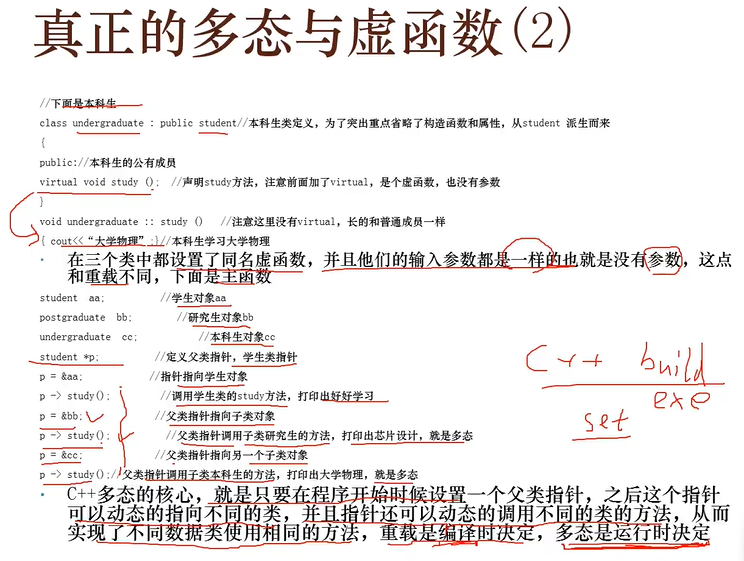 真正的多态与虚函数(2)
//下面是本科生
class undergraduate : public student//本科生类定义，为了突出重点省略了构造函数和属性，从student 派生而来
{
public://本科生的公有成员
virtual void study (); //声明study方法，注意前面加了virtual，是个虚函数，也没有参数
}
void undergraduate :: study () //注意这里没有virtual，长的和普通成员一样
{ cout<<“大学物理”;}//本科生学习大学物理
• 在三个类中都设置了同名虚函数，并且他们的输入参数都是一样的也就是没有参数，这点
和重载不同，下面是主函数
student aa; //学生对象aa
postgraduate bb; //研究生对象bb
undergraduate cc; //本科生对象cc
student *p; //定义父类指针，学生类指针
p = &aa; //指针指向学生对象
p -> study(); //调用学生类的study方法，打印出好好学习
p = &bb; //父类指针指向子类对象
p -> study(); //父类指针调用子类研究生的方法，打印出芯片设计，就是多态
p = &cc; //父类指针指向另一个子类对象
p -> study();//父类指针调用子类本科生的方法，打印出大学物理，就是多态
C++ build
exe
set
• C++多态的核心，就是只要在程序开始时候设置一个父类指针，之后这个指针
可以动态的指向不同的类，并且指针还可以动态的调用不同的类的方法，从而
实现了不同数据类使用相同的方法，重载是编译时决定，多态是运行时决定